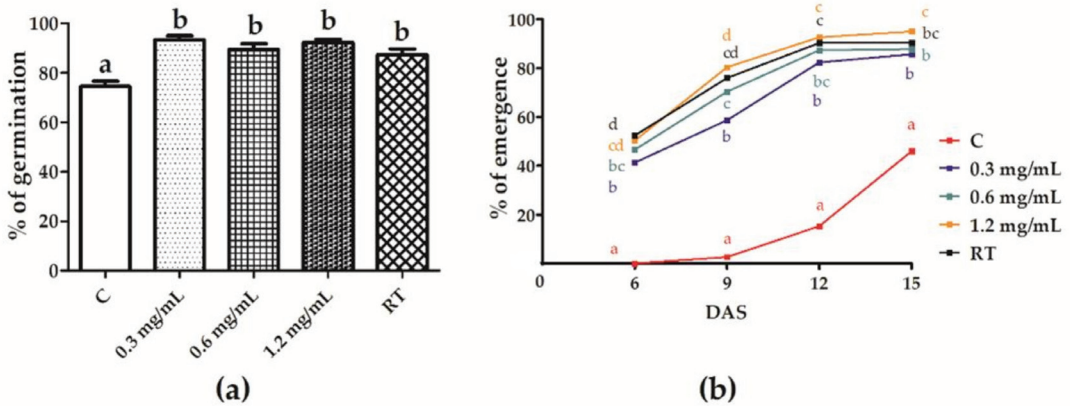 % of germination
100
80
60
40
20
0
a
b
b
b
b
C
0.3 mg/mL
0.6 mg/mL
1.2 mg/mL
RT
(a)
% of emergence
100
80
60
40
20
0
6
9
12
15
DAS
d
cd
bc
b
a
d
cd
c
b
a
c
c
bc
b
a
c
bc
b
b
a
C
0.3 mg/mL
0.6 mg/mL
1.2 mg/mL
RT
(b)